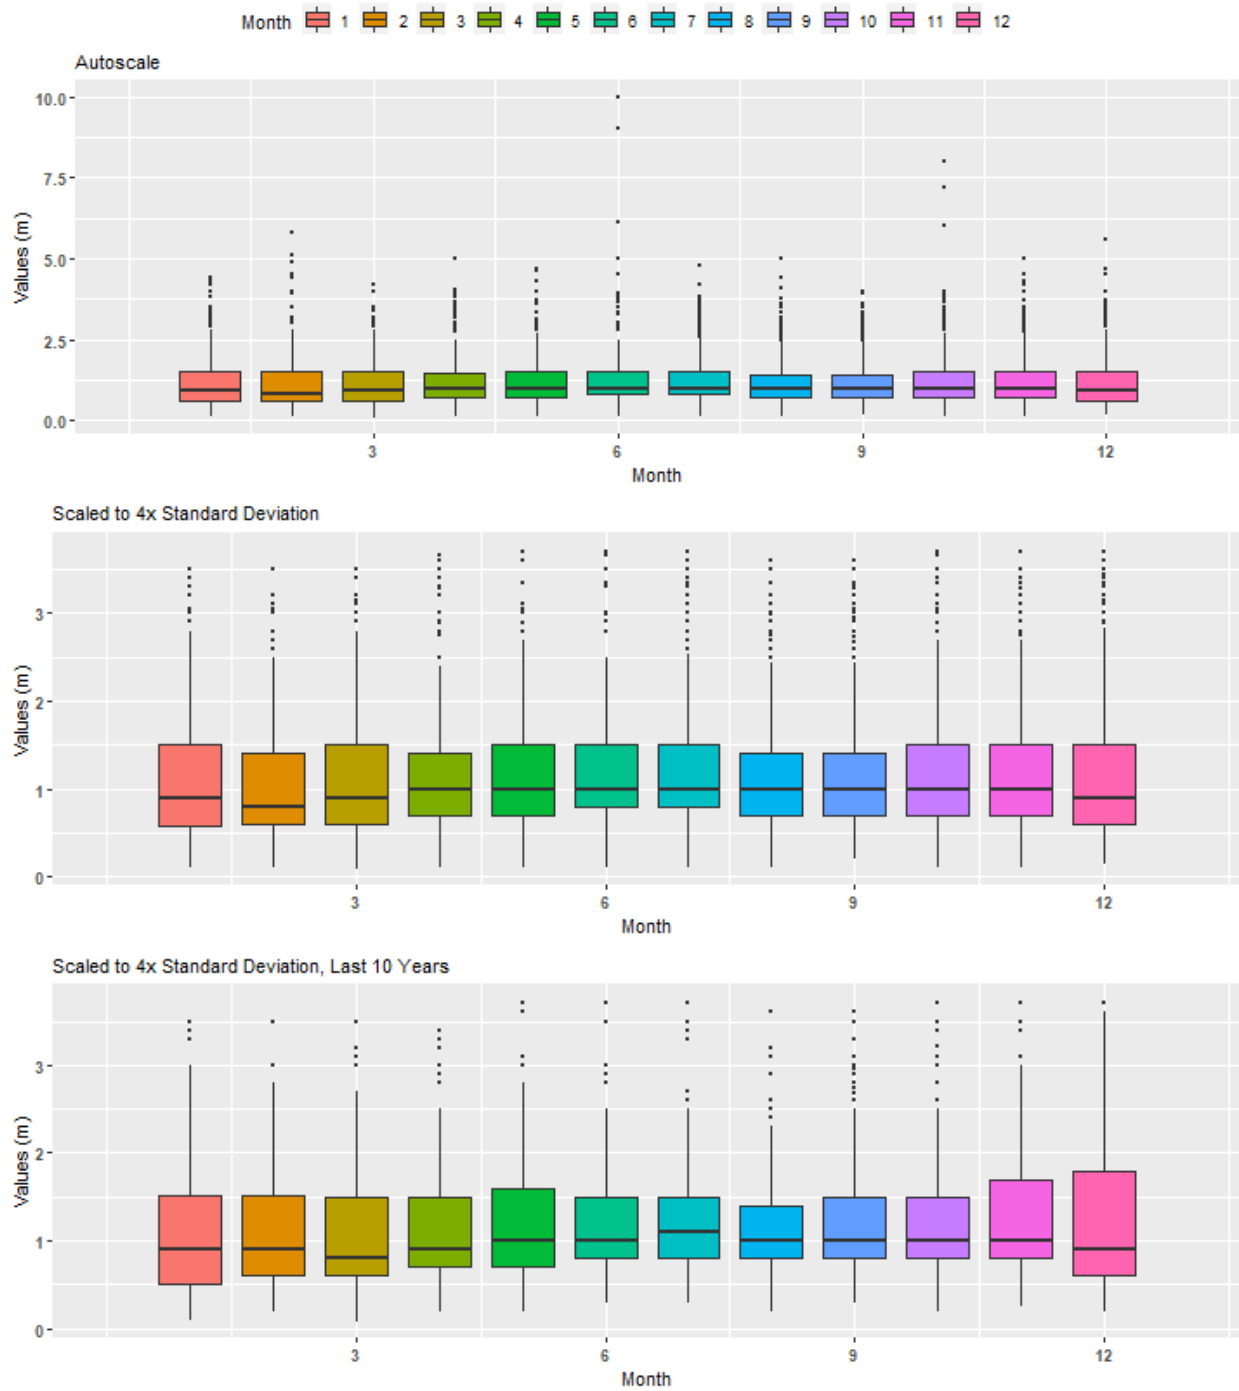 Month 1 2 3 4 5 6 7 8 9 10 11 12
Autoscale
10.0
7.5
5.0
2.5
0.0
Values (m)
3 6 9 12
Month
Scaled to 4x Standard Deviation
3
2
1
0
Values (m)
3 6 9 12
Month
Scaled to 4x Standard Deviation, Last 10 Years
3
2
1
0
Values (m)
3 6 9 12
Month